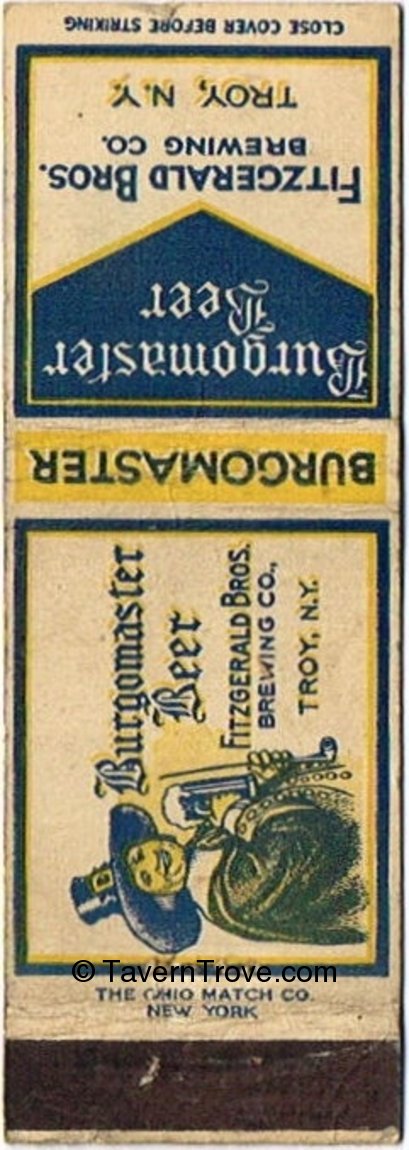 CLOSE COVER BEFORE STRIKING
Burgomaster
Beer
FITZGERALD BROS.
BREWING CO.
TROY, N.Y.
BURGOMASTER
Burgomaster
Beer
FITZGERALD BROS.
BREWING CO.,
TROY, N.Y.
© TavernTrove.com
THE OHIO MATCH CO.
NEW YORK